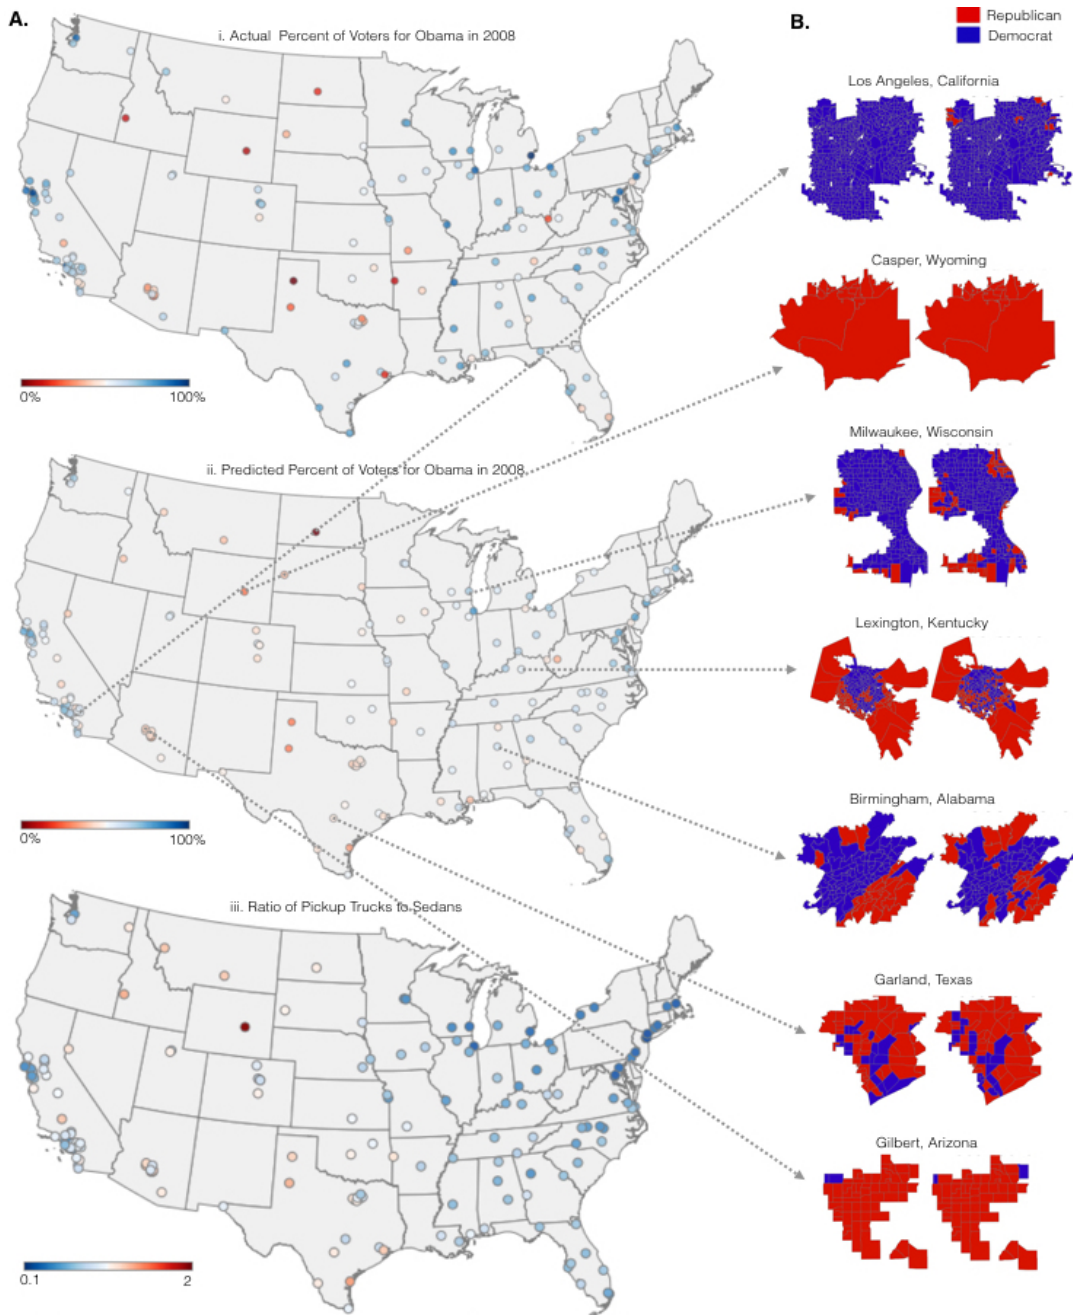 A.
i. Actual Percent of Voters for Obama in 2008
0% 100%
ii. Predicted Percent of Voters for Obama in 2008
0% 100%
iii. Ratio of Pickup Trucks to Sedans
0.1 2
B.
Republican
Democrat
Los Angeles, California
Casper, Wyoming
Milwaukee, Wisconsin
Lexington, Kentucky
Birmingham, Alabama
Garland, Texas
Gilbert, Arizona